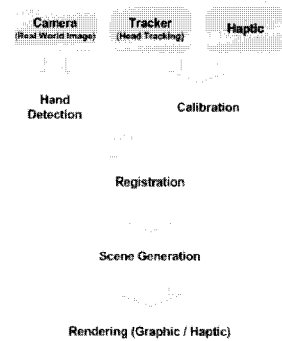 Camera
(Real World Image)
Tracker
(Head Tracking)
Haptic
Hand
Detection
Calibration
Registration
Scene Generation
Rendering (Graphic / Haptic)